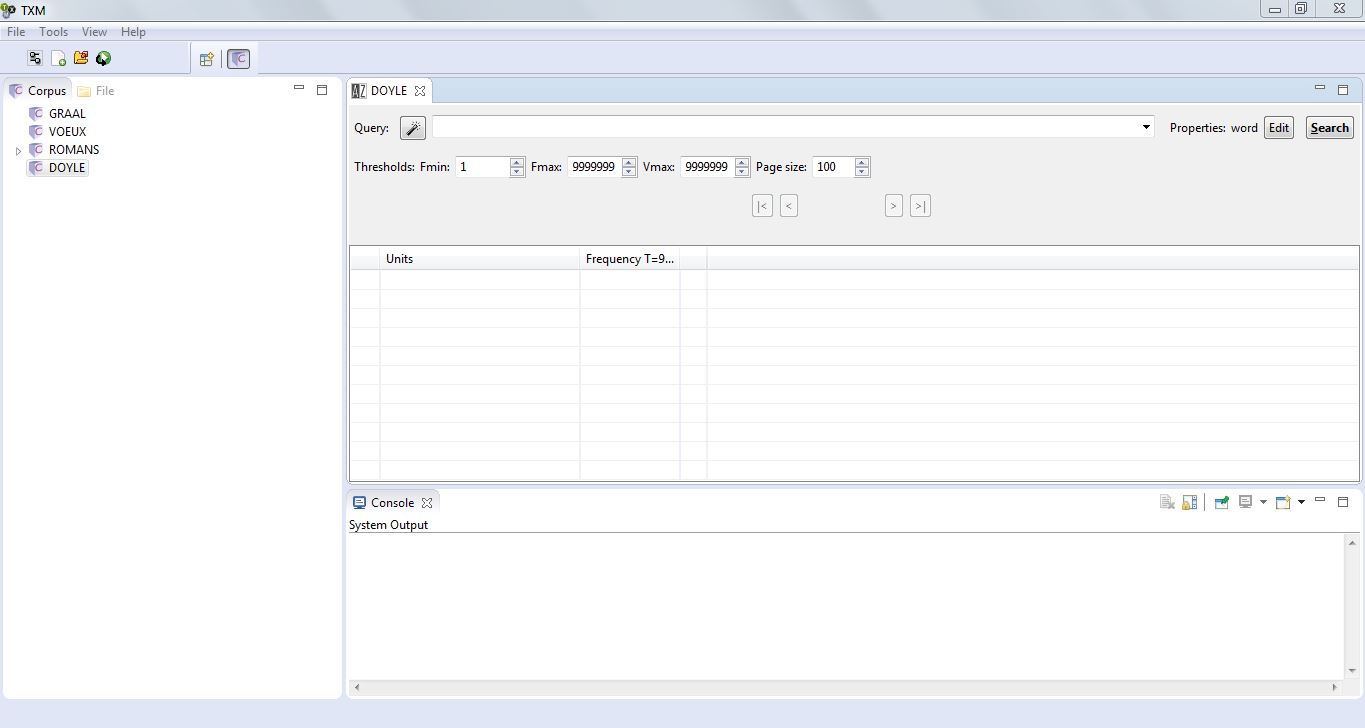 TXM
File Tools View Help
Corpus File
GRAAL
VOEUX
ROMANS
DOYLE
DOYLE
Query: Properties: word Edit Search
Thresholds: Fmin: 1 Fmax: 9999999 Vmax: 9999999 Page size: 100
|< < > >|
Units Frequency T=9...
Console
System Output